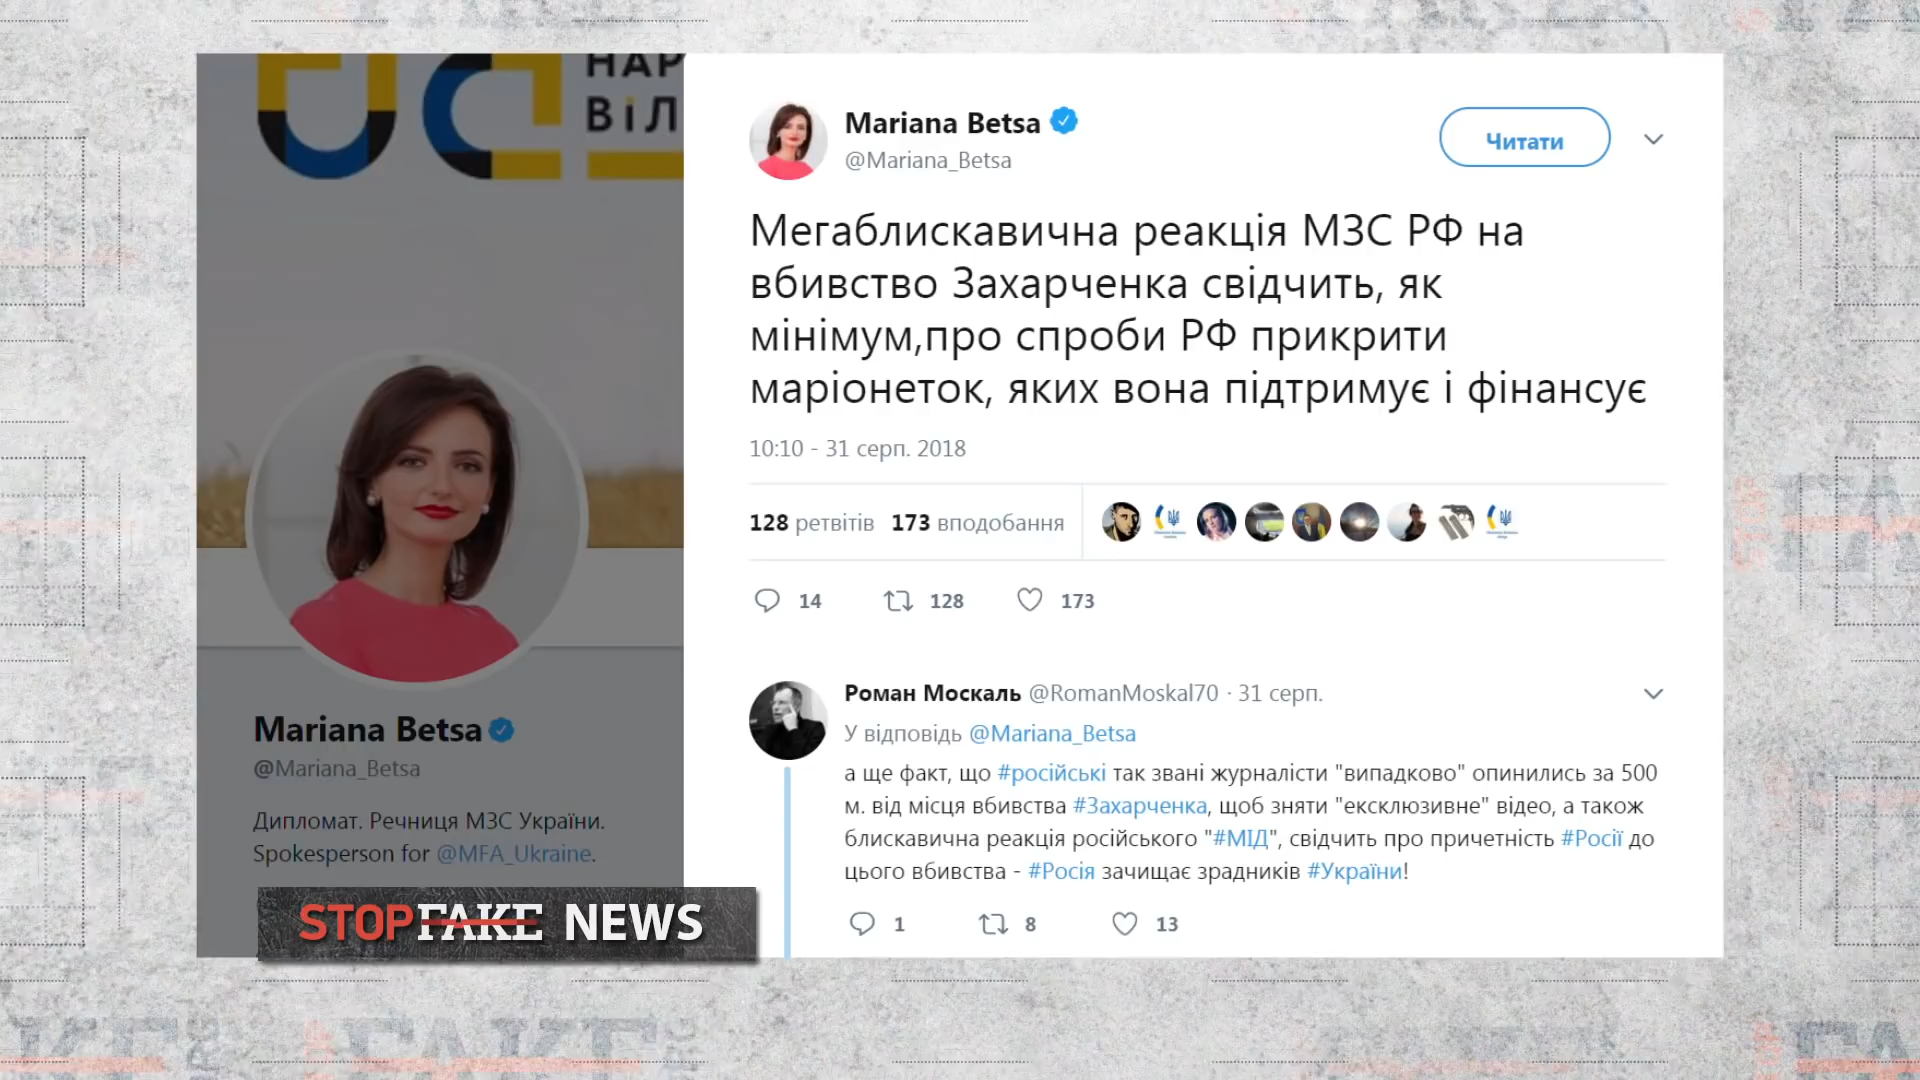 НАР
ВІЛ
Mariana Betsa
@Mariana_Betsa
Дипломат. Речниця МЗС України.
Spokesperson for @MFA_Ukraine.
STOPFAKE NEWS
Mariana Betsa
@Mariana_Betsa
Читати
Мегаблискавична реакція МЗС РФ на
вбивство Захарченка свідчить, як
мінімум,про спроби РФ прикрити
маріонеток, яких вона підтримує і фінансує
10:10 - 31 серп. 2018
128 ретвітів 173 вподобання
14 128 173
Роман Москаль @RomanMoskal70 · 31 серп.
У відповідь @Mariana_Betsa
а ще факт, що #російські так звані журналісти "випадково" опинились за 500
м. від місця вбивства #Захарченка, щоб зняти "ексклюзивне" відео, а також
блискавична реакція російського "#МІД", свідчить про причетність #Росії до
цього вбивства - #Росія зачищає зрадників #України!
1 8 13